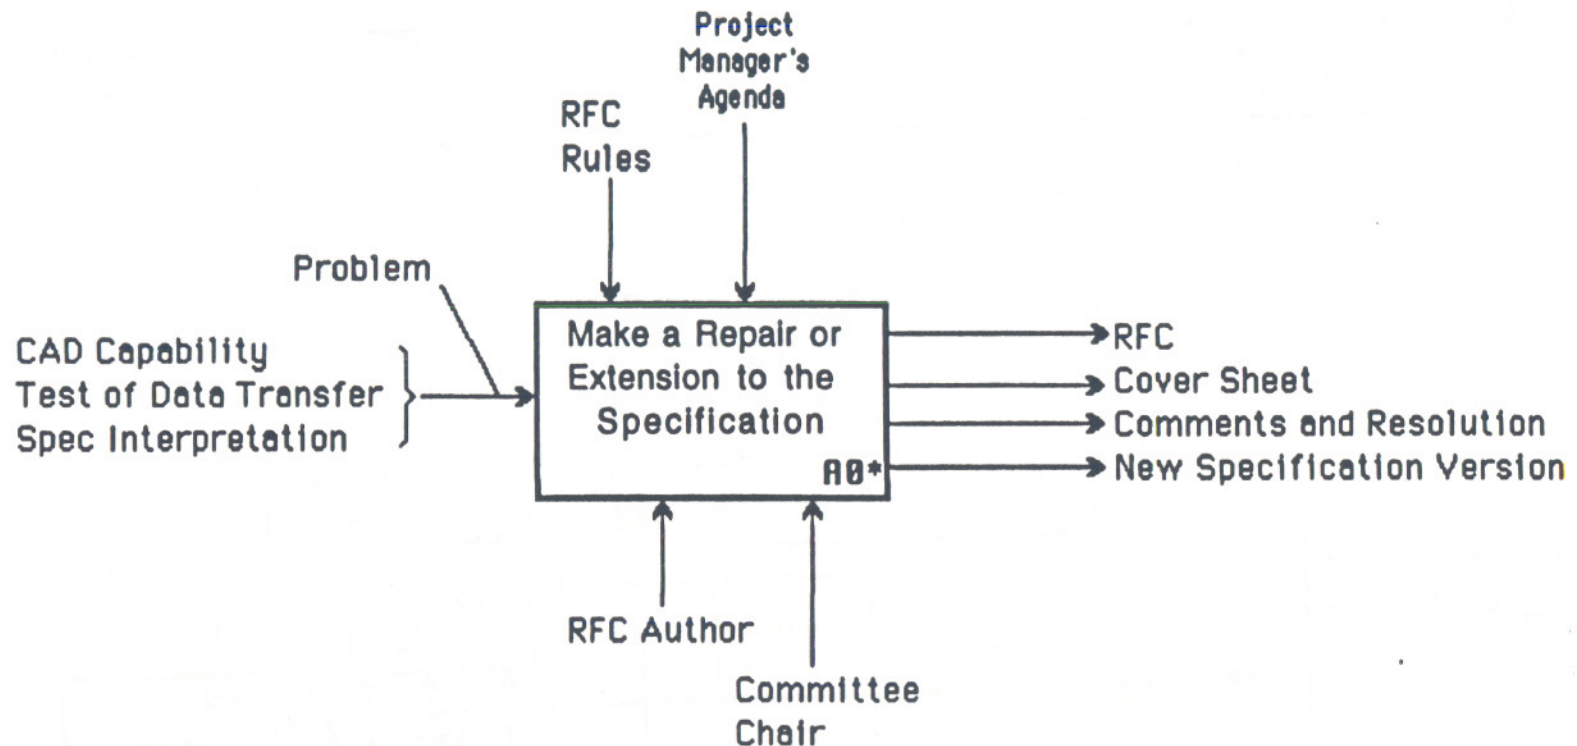 Project
Manager's
Agenda
RFC
Rules
Problem
CAD Capability
Test of Data Transfer
Spec Interpretation
Make a Repair or
Extension to the
Specification
A0*
RFC
Cover Sheet
Comments and Resolution
New Specification Version
RFC Author
Committee
Chair